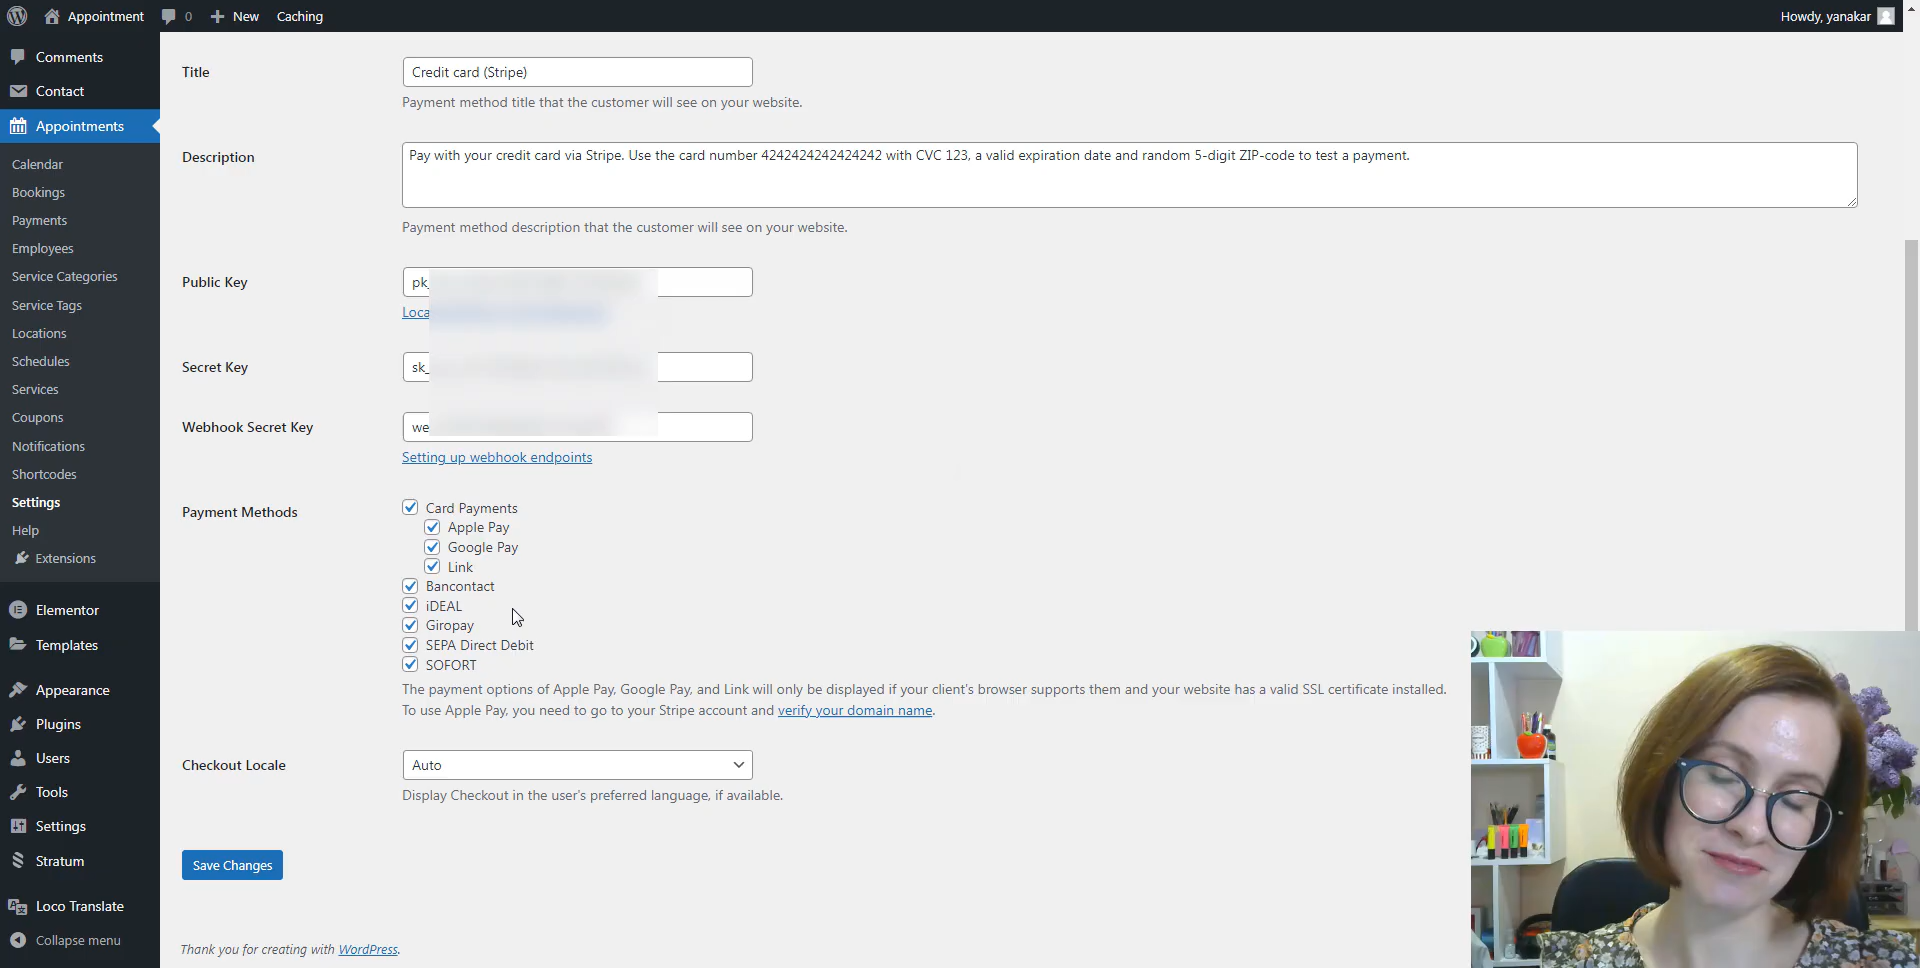 Appointment
0
New
Caching
Howdy, yanakar
Comments
Contact
Appointments
Calendar
Bookings
Payments
Employees
Service Categories
Service Tags
Locations
Schedules
Services
Coupons
Notifications
Shortcodes
Settings
Help
Extensions
Elementor
Templates
Appearance
Plugins
Users
Tools
Settings
Stratum
Loco Translate
Collapse menu
Title
Credit card (Stripe)
Payment method title that the customer will see on your website.
Description
Pay with your credit card via Stripe. Use the card number 4242424242424242 with CVC 123, a valid expiration date and random 5-digit ZIP-code to test a payment.
Payment method description that the customer will see on your website.
Public Key
pk_
Loca
Secret Key
sk_
Webhook Secret Key
we
Setting up webhook endpoints
Payment Methods
Card Payments
Apple Pay
Google Pay
Link
Bancontact
iDEAL
Giropay
SEPA Direct Debit
SOFORT
The payment options of Apple Pay, Google Pay, and Link will only be displayed if your client's browser supports them and your website has a valid SSL certificate installed.
To use Apple Pay, you need to go to your Stripe account and verify your domain name.
Checkout Locale
Auto
Display Checkout in the user's preferred language, if available.
Save Changes
Thank you for creating with WordPress.